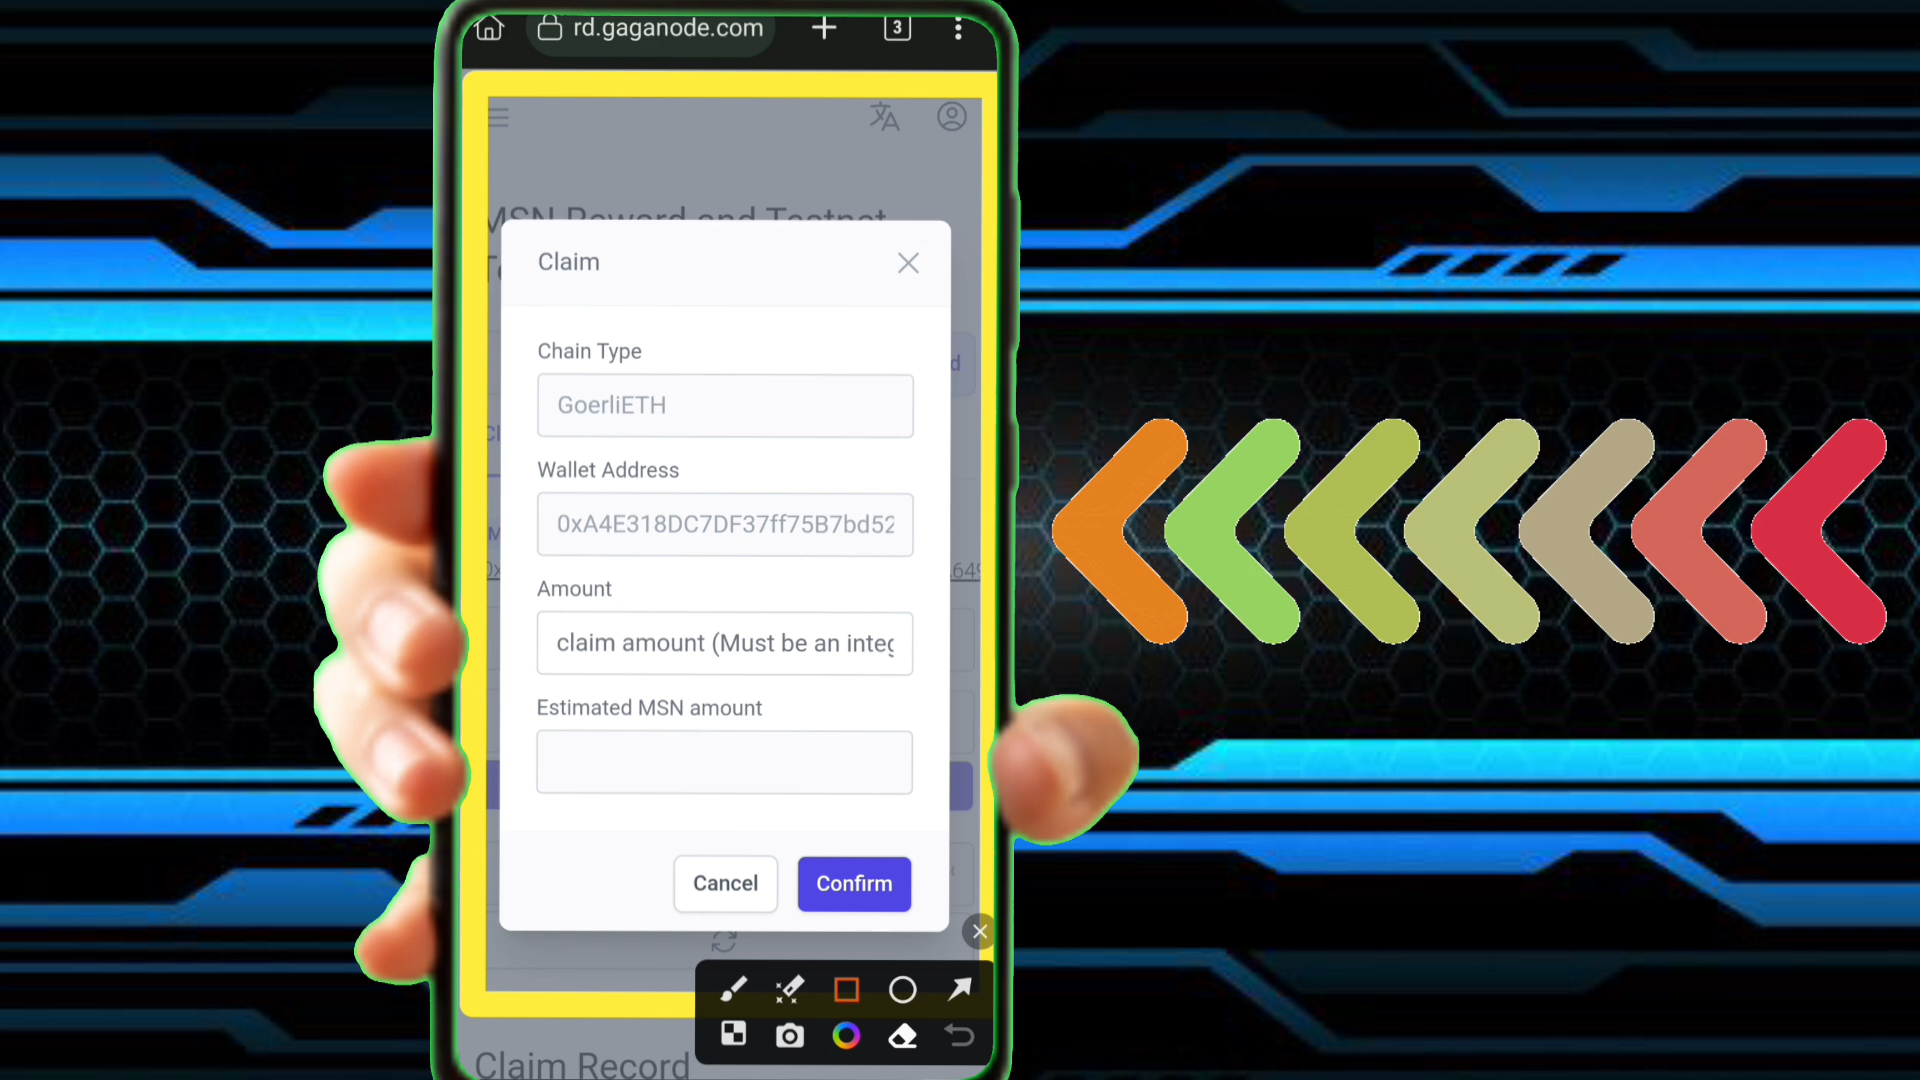 rd.gaganode.com
3
MSN Reword and Testnet
Claim
Chain Type
GoerliETH
Wallet Address
0xA4E318DC7DF37ff75B7bd52
Amount
claim amount (Must be an integ
Estimated MSN amount
Cancel
Confirm
Claim Record